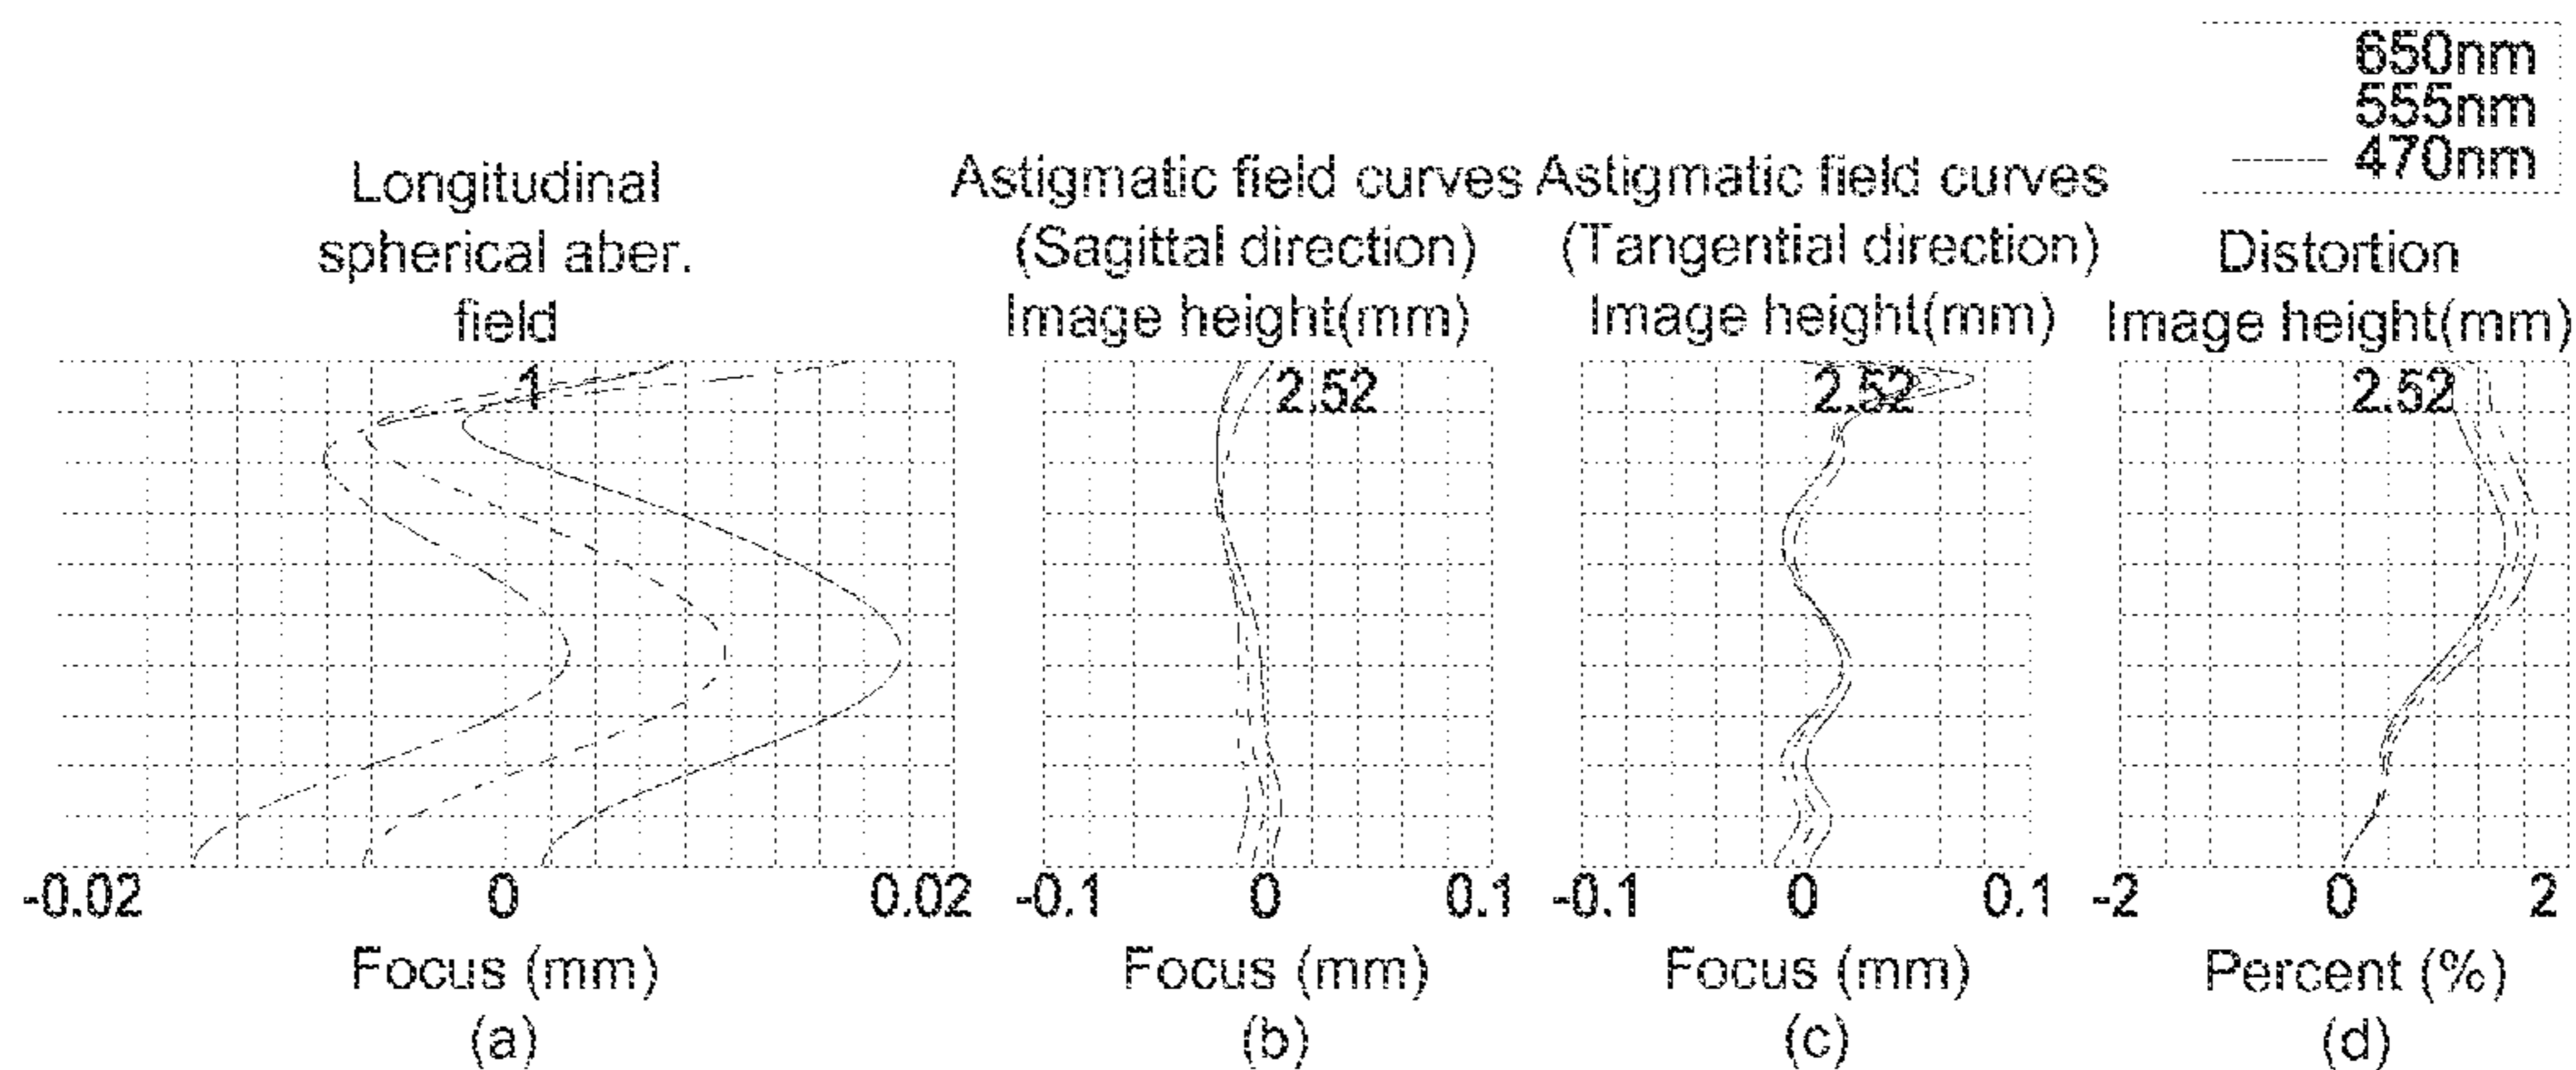 650nm
555nm
470nm
Longitudinal
spherical aber.
field
1
-0.02 0 0.02
Focus (mm)
(a)
Astigmatic field curves
(Sagittal direction)
Image height(mm)
2.52
-0.1 0 0.1
Focus (mm)
(b)
Astigmatic field curves
(Tangential direction)
Image height(mm)
2.52
-0.1 0 0.1
Focus (mm)
(c)
Distortion
Image height(mm)
2.52
-2 0 2
Percent (%)
(d)